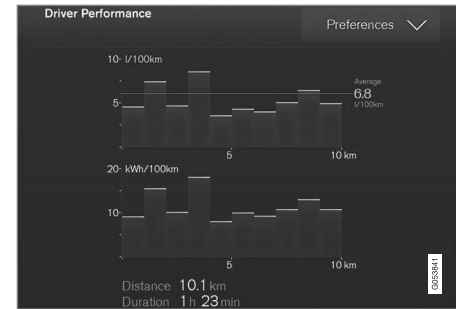 Driver Performance
Preferences
10- l/100km
Average
6.8
l/100km
5-
5
10 km
20- kWh/100km
10-
5
10 km
Distance 10.1 km
Duration 1 h 23 min
G053841